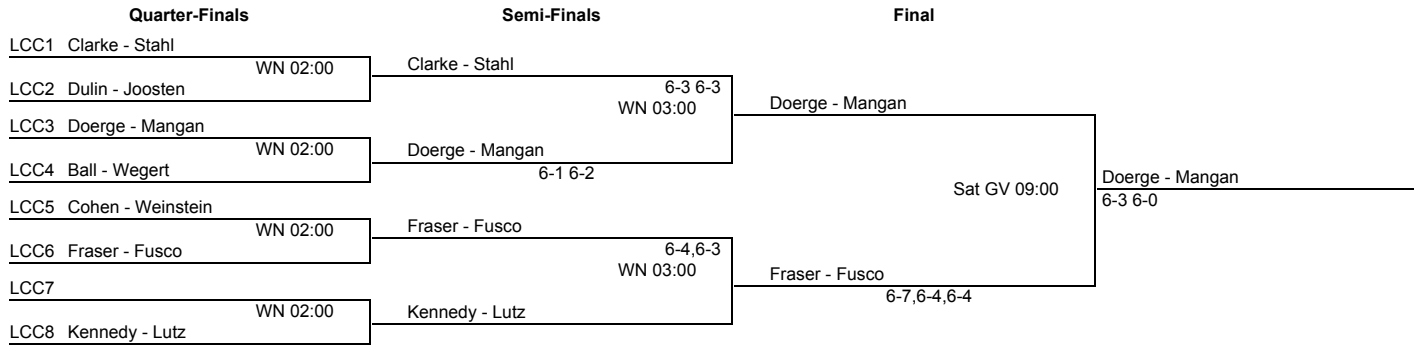 Quarter-Finals Semi-Finals Final
LCC1 Clarke - Stahl
WN 02:00
Clarke - Stahl
LCC2 Dulin - Joosten
6-3 6-3
WN 03:00
Doerge - Mangan
LCC3 Doerge - Mangan
WN 02:00
Doerge - Mangan
6-1 6-2
LCC4 Ball - Wegert
Sat GV 09:00
Doerge - Mangan
6-3 6-0
LCC5 Cohen - Weinstein
WN 02:00
Fraser - Fusco
LCC6 Fraser - Fusco
6-4,6-3
WN 03:00
Fraser - Fusco
6-7,6-4,6-4
LCC7
WN 02:00
Kennedy - Lutz
LCC8 Kennedy - Lutz